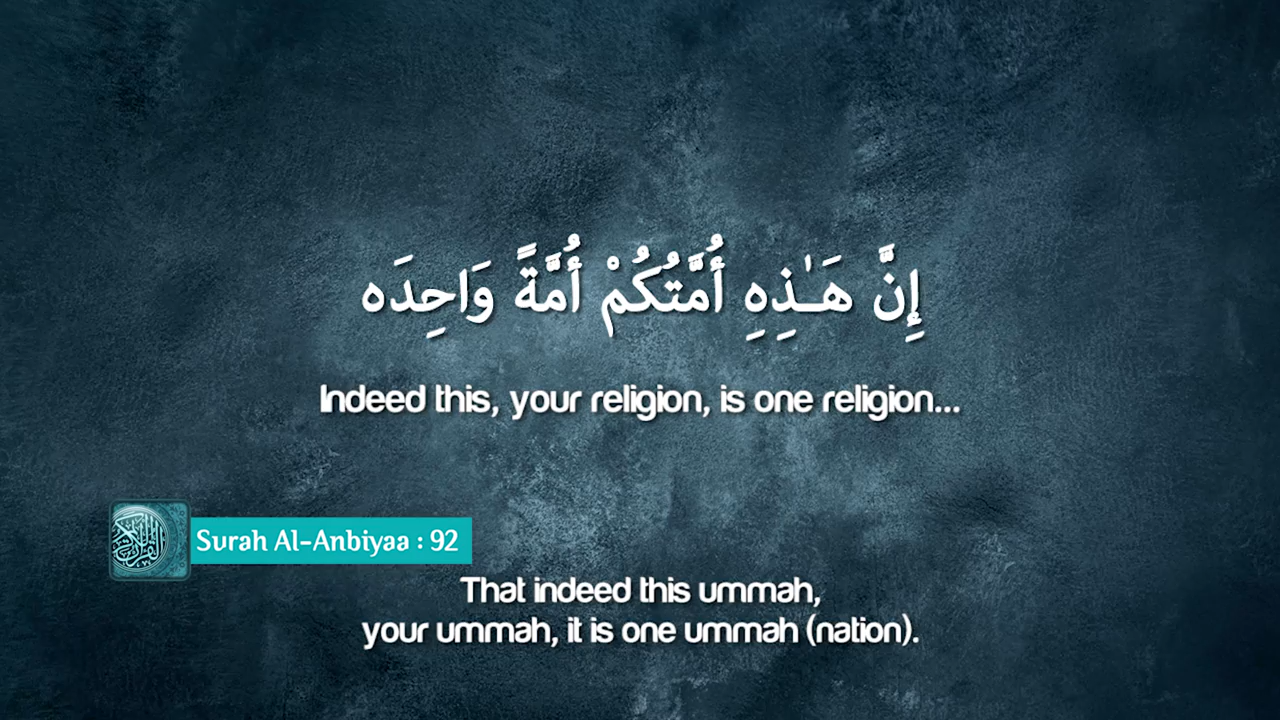 إِنَّ هَـٰذِهِ أُمَّتُكُمْ أُمَّةً وَاحِدَه
Indeed this, your religion, is one religion...
Surah Al-Anbiyaa : 92
That indeed this ummah,
your ummah, it is one ummah (nation).